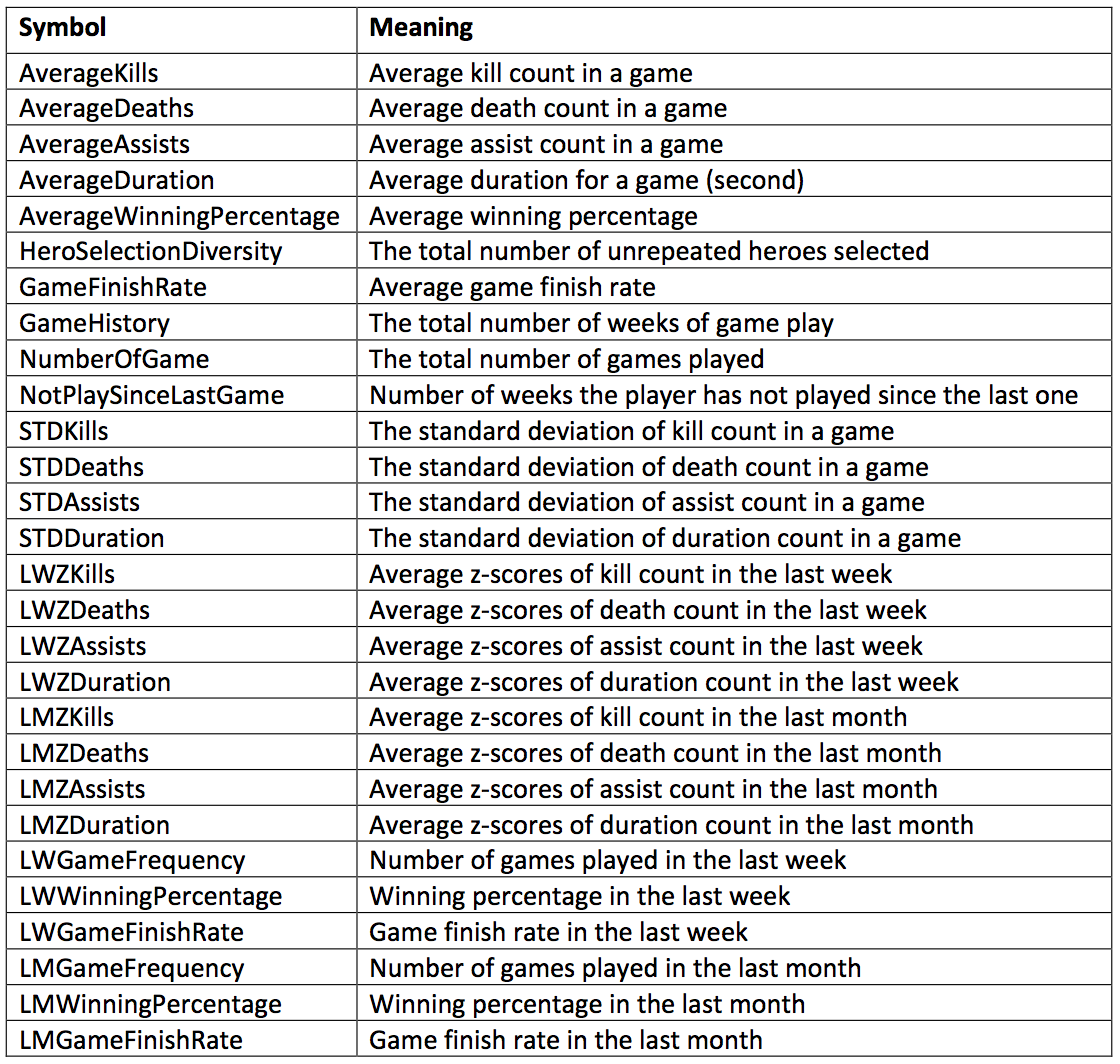 Symbol Meaning
AverageKills Average kill count in a game
AverageDeaths Average death count in a game
AverageAssists Average assist count in a game
AverageDuration Average duration for a game (second)
AverageWinningPercentage Average winning percentage
HeroSelectionDiversity The total number of unrepeated heroes selected
GameFinishRate Average game finish rate
GameHistory The total number of weeks of game play
NumberOfGame The total number of games played
NotPlaySinceLastGame Number of weeks the player has not played since the last one
STDKills The standard deviation of kill count in a game
STDDeaths The standard deviation of death count in a game
STDAssists The standard deviation of assist count in a game
STDDuration The standard deviation of duration count in a game
LWZKills Average z-scores of kill count in the last week
LWZDeaths Average z-scores of death count in the last week
LWZAssists Average z-scores of assist count in the last week
LWZDuration Average z-scores of duration count in the last week
LMZKills Average z-scores of kill count in the last month
LMZDeaths Average z-scores of death count in the last month
LMZAssists Average z-scores of assist count in the last month
LMZDuration Average z-scores of duration count in the last month
LWGameFrequency Number of games played in the last week
LWWinningPercentage Winning percentage in the last week
LWGameFinishRate Game finish rate in the last week
LMGameFrequency Number of games played in the last month
LMWinningPercentage Winning percentage in the last month
LMGameFinishRate Game finish rate in the last month